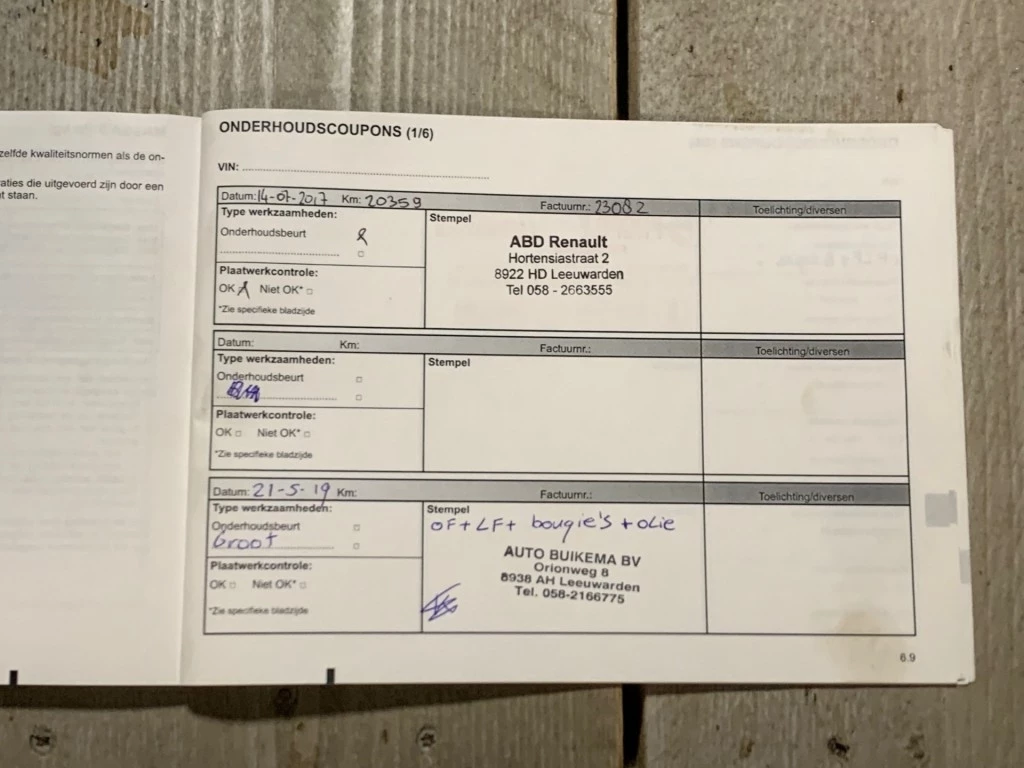 zelfde kwaliteitsnormen als de on-
aties die uitgevoerd zijn door een
t staan.
ONDERHOUDSCOUPONS (1/6)
VIN:
Datum: 14-07-2017 Km: 20359 Factuurnr.: 23082 Toelichting/diversen
Type werkzaamheden:
Stempel
Onderhoudsbeurt
ABD Renault
Hortensiastraat 2
8922 HD Leeuwarden
Tel 058 - 2663555
Plaatwerkcontrole:
OK Niet OK*
*Zie specifieke bladzijde
Datum: Km: Factuurnr.: Toelichting/diversen
Type werkzaamheden:
Stempel
Onderhoudsbeurt
Plaatwerkcontrole:
OK Niet OK*
*Zie specifieke bladzijde
Datum: 21-5-19 Km: Factuurnr.: Toelichting/diversen
Type werkzaamheden:
Stempel
Onderhoudsbeurt
Groot
OF+LF+ bougie's + olie
AUTO BUIKEMA BV
Orionweg 8
8938 AH Leeuwarden
Tel. 058-2166775
Plaatwerkcontrole:
OK Niet OK*
*Zie specifieke bladzijde
6.9